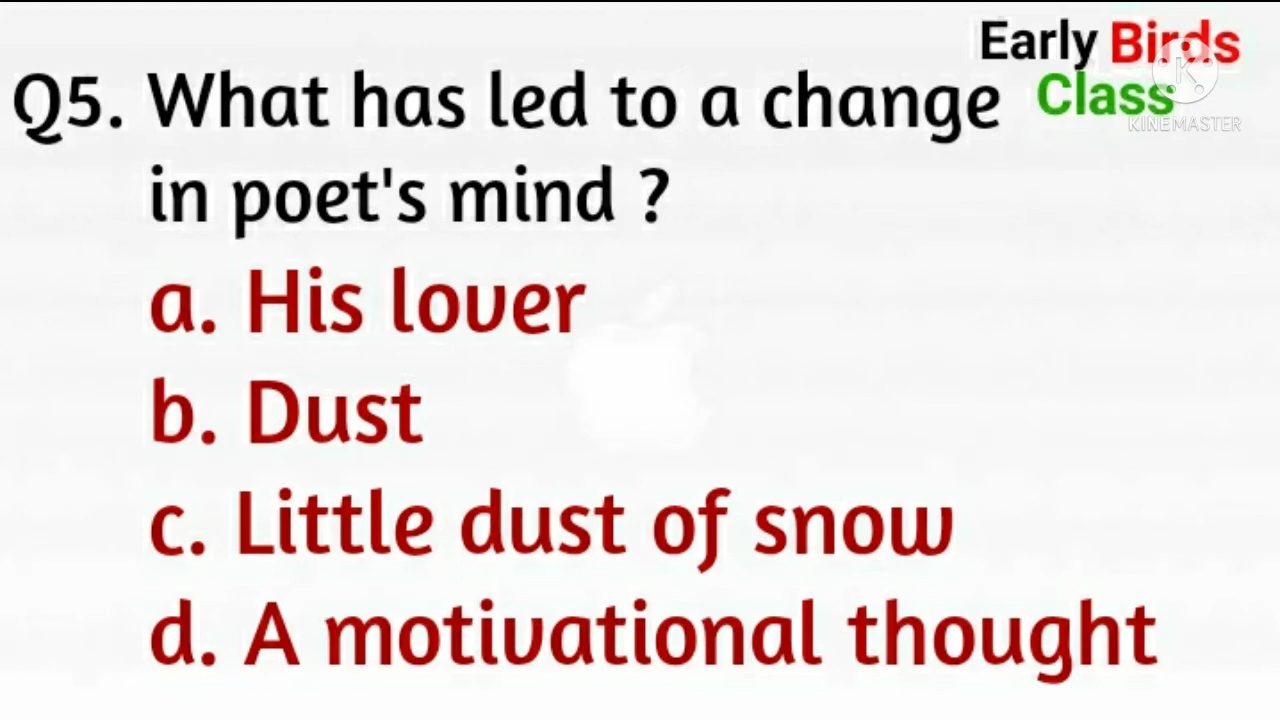 Early Birds
Class
KINEMASTER
Q5. What has led to a change
in poet's mind ?
a. His lover
b. Dust
c. Little dust of snow
d. A motivational thought